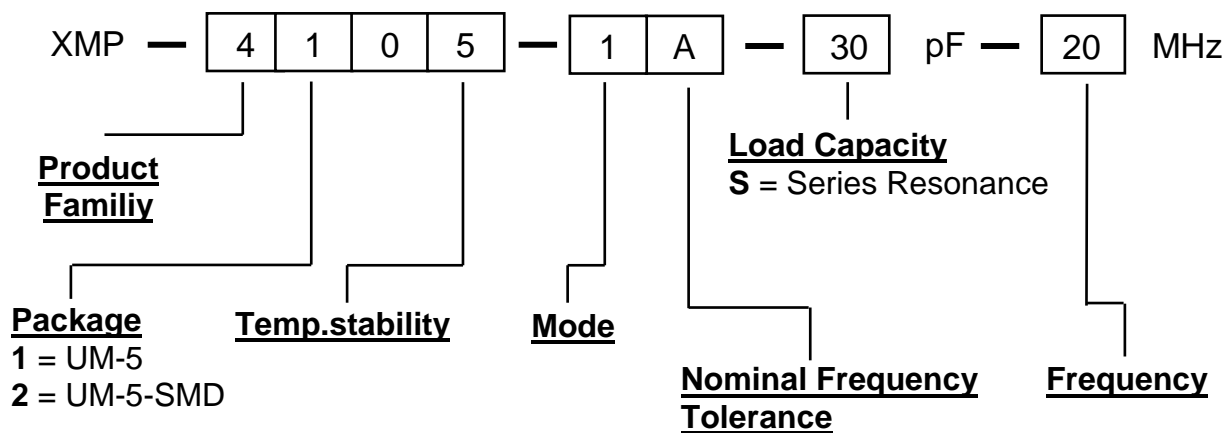 XMP — 4 1 0 5 — 1 A — 30 pF — 20 MHz
Load Capacity
S = Series Resonance
Product
Familiy
Package
1 = UM-5
2 = UM-5-SMD
Temp.stability
Mode
Nominal Frequency
Tolerance
Frequency